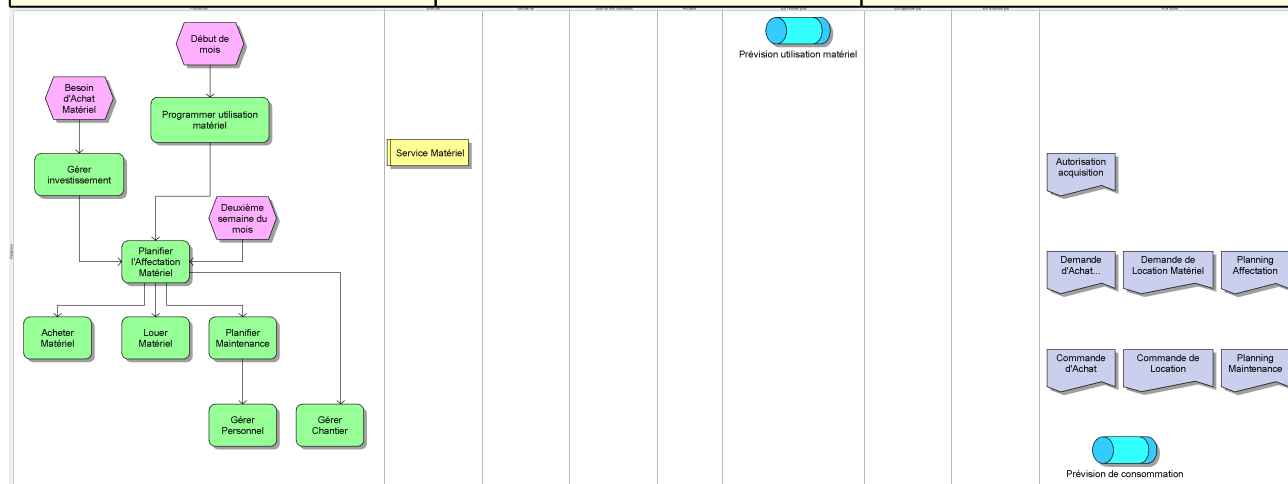 Début de
mois
Prévision utilisation matériel
Besoin
d'Achat
Matériel
Programmer utilisation
matériel
Service Matériel
Gérer
investissement
Autorisation
acquisition
Deuxième
semaine du
mois
Planifier
l'Affectation
Matériel
Demande
d'Achat...
Demande de
Location Matériel
Planning
Affectation
Acheter
Matériel
Louer
Matériel
Planifier
Maintenance
Commande
d'Achat
Commande de
Location
Planning
Maintenance
Gérer
Personnel
Gérer
Chantier
Prévision de consommation